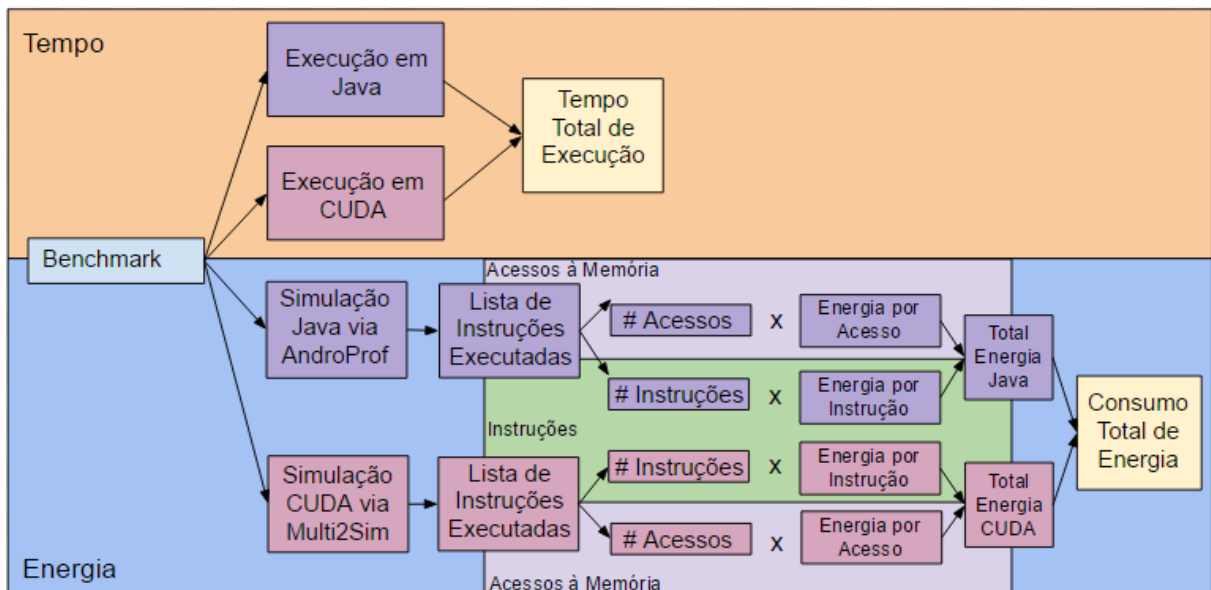 Tempo
Execução em
Java
Execução em
CUDA
Tempo
Total de
Execução
Benchmark
Energia
Simulação
Java via
AndroProf
Lista de
Instruções
Executadas
Acessos à Memória
# Acessos
x
Energia por
Acesso
# Instruções
x
Energia por
Instrução
Instruções
Total
Energia
Java
Simulação
CUDA via
Multi2Sim
Lista de
Instruções
Executadas
# Instruções
x
Energia por
Instrução
# Acessos
x
Energia por
Acesso
Acessos à Memória
Total
Energia
CUDA
Consumo
Total de
Energia